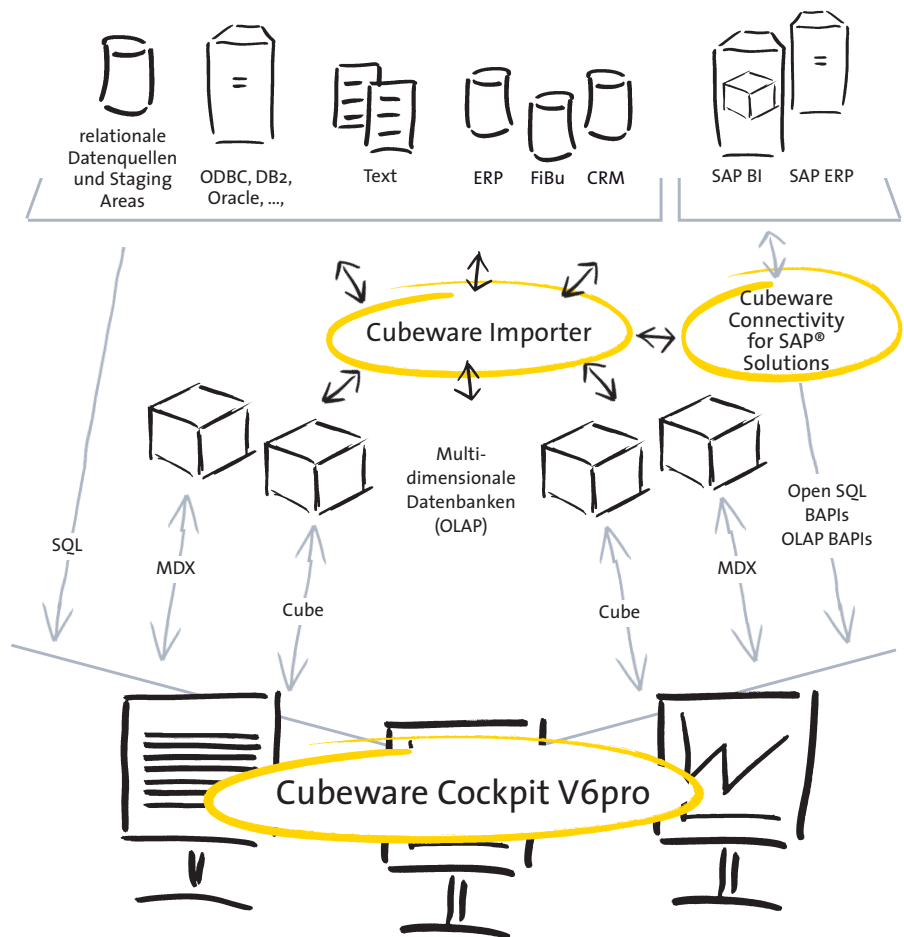 relationale
Datenquellen
und Staging
Areas
ODBC, DB2,
Oracle, ...,
Text
ERP
FiBu
CRM
SAP BI
SAP ERP
Cubeware Importer
Cubeware
Connectivity
for SAP®
Solutions
Multi-
dimensionale
Datenbanken
(OLAP)
Open SQL
BAPIs
OLAP BAPIs
SQL
MDX
Cube
Cube
MDX
Cubeware Cockpit V6pro